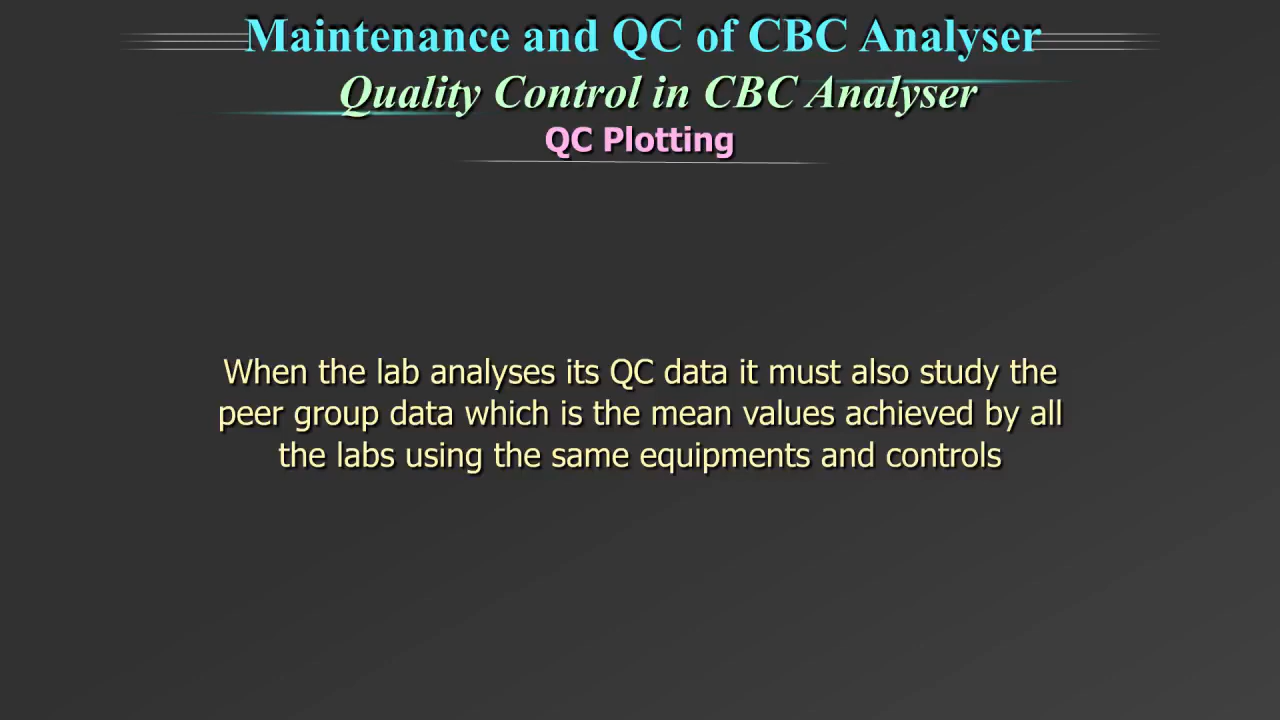 Maintenance and QC of CBC Analyser
Quality Control in CBC Analyser
QC Plotting
When the lab analyses its QC data it must also study the
peer group data which is the mean values achieved by all
the labs using the same equipments and controls